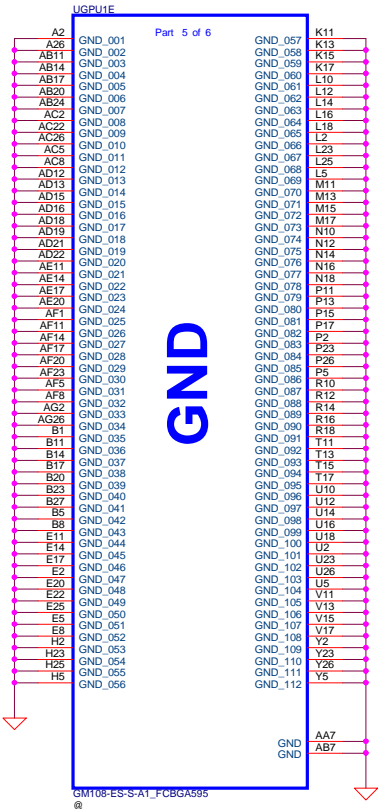 UGPU1E
Part 5 of 6
A2 GND_001 GND_057 K11
A26 GND_002 GND_058 K13
AB11 GND_003 GND_059 K15
AB14 GND_004 GND_060 K17
AB17 GND_005 GND_061 L10
AB20 GND_006 GND_062 L12
AB24 GND_007 GND_063 L14
AC2 GND_008 GND_064 L16
AC22 GND_009 GND_065 L18
AC26 GND_010 GND_066 L2
AC5 GND_011 GND_067 L23
AC8 GND_012 GND_068 L25
AD12 GND_013 GND_069 L5
AD13 GND_014 GND_070 M11
AD15 GND_015 GND_071 M13
AD16 GND_016 GND_072 M15
AD18 GND_017 GND_073 M17
AD19 GND_018 GND_074 N10
AD21 GND_019 GND_075 N12
AD22 GND_020 GND_076 N14
AE11 GND_021 GND_077 N16
AE14 GND_022 GND_078 N18
AE17 GND_023 GND_079 P11
AE20 GND_024 GND_080 P13
AF1 GND_025 GND_081 P15
AF11 GND_026 GND_082 P17
AF14 GND_027 GND_083 P2
AF17 GND_028 GND_084 P23
AF20 GND_029 GND_085 P26
AF23 GND_030 GND_086 P5
AF5 GND_031 GND_087 R10
AF8 GND_032 GND_088 R12
AG2 GND_033 GND_089 R14
AG26 GND_034 GND_090 R16
B1 GND_035 GND_091 R18
B11 GND_036 GND_092 T11
B14 GND_037 GND_093 T13
B17 GND_038 GND_094 T15
B20 GND_039 GND_095 T17
B23 GND_040 GND_096 U10
B27 GND_041 GND_097 U12
B5 GND_042 GND_098 U14
B8 GND_043 GND_099 U16
E11 GND_044 GND_100 U18
E14 GND_045 GND_101 U2
E17 GND_046 GND_102 U23
E2 GND_047 GND_103 U26
E20 GND_048 GND_104 U5
E22 GND_049 GND_105 V11
E25 GND_050 GND_106 V13
E5 GND_051 GND_107 V15
E8 GND_052 GND_108 V17
H2 GND_053 GND_109 Y2
H23 GND_054 GND_110 Y23
H25 GND_055 GND_111 Y26
H5 GND_056 GND_112 Y5
GND
GND AA7
GND AB7
GM108-ES-S-A1_FCBGA595
@